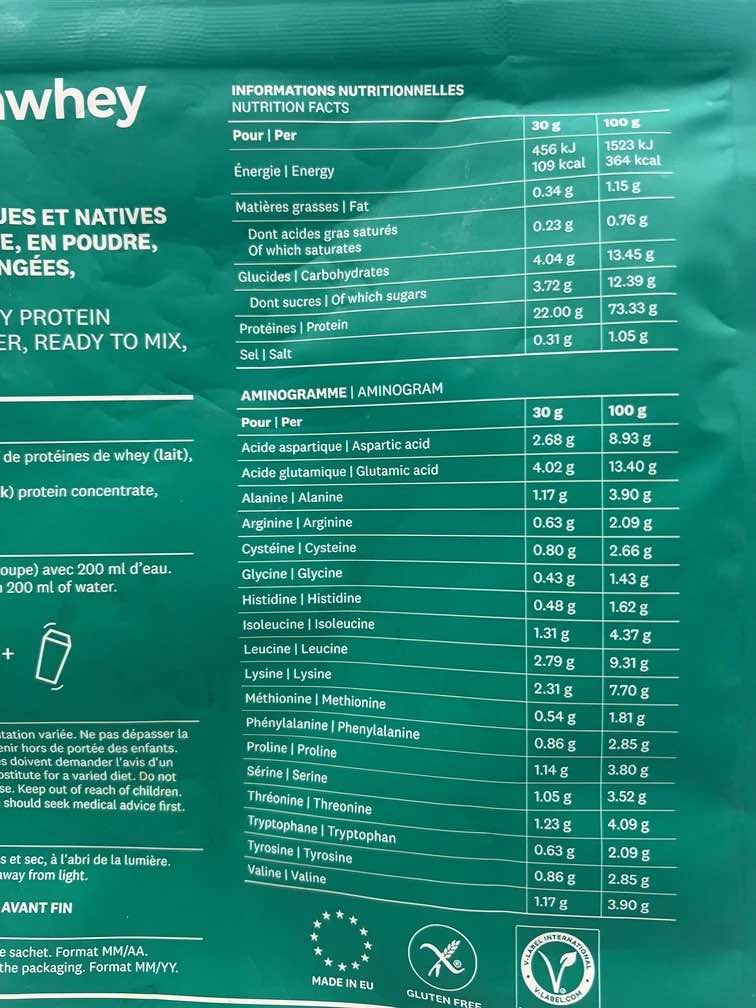 whey
UES ET NATIVES
E, EN POUDRE,
NGÉES,
Y PROTEIN
ER, READY TO MIX,
de protéines de whey (lait),
k) protein concentrate,
oupe) avec 200 ml d'eau.
200 ml of water.
+
tation variée. Ne pas dépasser la
enir hors de portée des enfants.
s doivent demander l'avis d'un
ostitute for a varied diet. Do not
se. Keep out of reach of children.
should seek medical advice first.
s et sec, à l'abri de la lumière.
away from light.
AVANT FIN
e sachet. Format MM/AA.
the packaging. Format MM/YY.
INFORMATIONS NUTRITIONNELLES
NUTRITION FACTS
Pour | Per 30 g 100 g
Énergie | Energy 456 kJ 1523 kJ
109 kcal 364 kcal
Matières grasses | Fat 0.34 g 1.15 g
Dont acides gras saturés 0.23 g 0.76 g
Of which saturates
Glucides | Carbohydrates 4.04 g 13.45 g
Dont sucres | Of which sugars 3.72 g 12.39 g
Protéines | Protein 22.00 g 73.33 g
Sel | Salt 0.31 g 1.05 g
AMINOGRAMME | AMINOGRAM
Pour | Per 30 g 100 g
Acide aspartique | Aspartic acid 2.68 g 8.93 g
Acide glutamique | Glutamic acid 4.02 g 13.40 g
Alanine | Alanine 1.17 g 3.90 g
Arginine | Arginine 0.63 g 2.09 g
Cystéine | Cysteine 0.80 g 2.66 g
Glycine | Glycine 0.43 g 1.43 g
Histidine | Histidine 0.48 g 1.62 g
Isoleucine | Isoleucine 1.31 g 4.37 g
Leucine | Leucine 2.79 g 9.31 g
Lysine | Lysine 2.31 g 7.70 g
Méthionine | Methionine 0.54 g 1.81 g
Phénylalanine | Phenylalanine 0.86 g 2.85 g
Proline | Proline 1.14 g 3.80 g
Sérine | Serine 1.05 g 3.52 g
Thréonine | Threonine 1.23 g 4.09 g
Tryptophane | Tryptophan 0.63 g 2.09 g
Tyrosine | Tyrosine 0.86 g 2.85 g
Valine | Valine 1.17 g 3.90 g
MADE IN EU
GLUTEN FREE
V-LABEL INTERNATIONAL
V-LABEL.COM